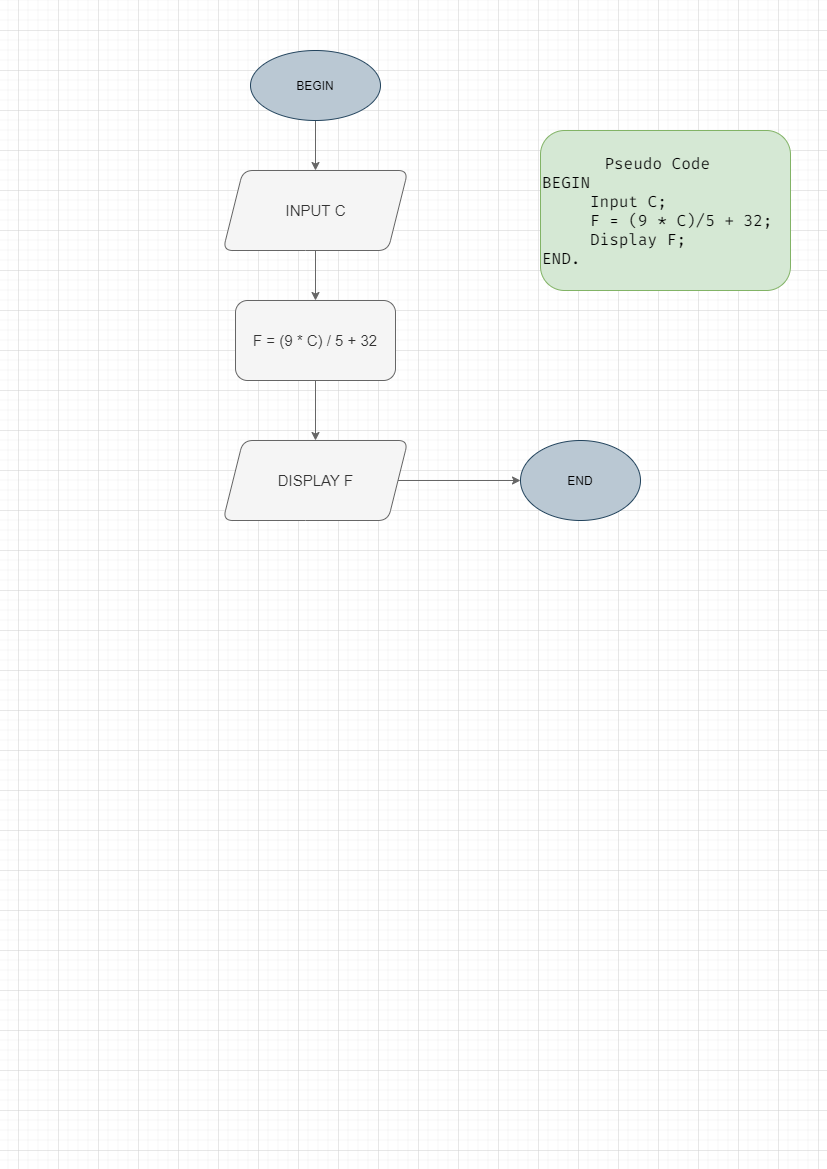 BEGIN
INPUT C
F = (9 * C) / 5 + 32
DISPLAY F
END
Pseudo Code
BEGIN
Input C;
F = (9 * C)/5 + 32;
Display F;
END.